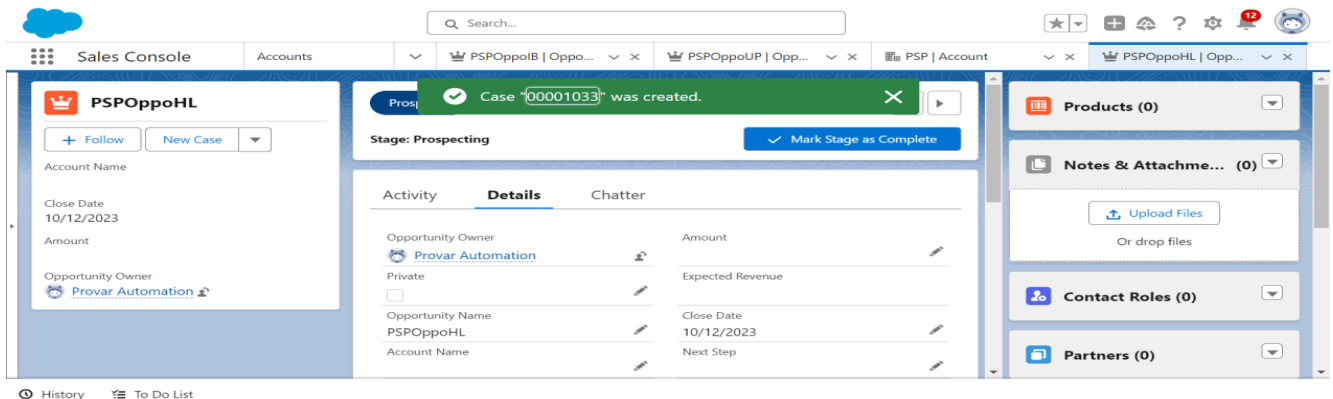 Search...
12
Sales Console
Accounts
PSPOppoIB | Oppo...
PSPOppoUP | Opp...
PSP | Account
PSPOppoHL | Opp...
PSPOppoHL
Follow
New Case
Account Name
Close Date
10/12/2023
Amount
Opportunity Owner
Provar Automation
Case "00001033" was created.
Stage: Prospecting
Mark Stage as Complete
Activity Details Chatter
Opportunity Owner
Provar Automation
Private
Opportunity Name
PSPOppoHL
Account Name
Amount
Expected Revenue
Close Date
10/12/2023
Next Step
Products (0)
Notes & Attachme... (0)
Upload Files
Or drop files
Contact Roles (0)
Partners (0)
History
To Do List